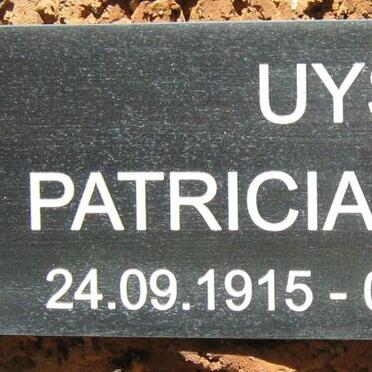 UYS
PATRICIA
24.09.1915 -